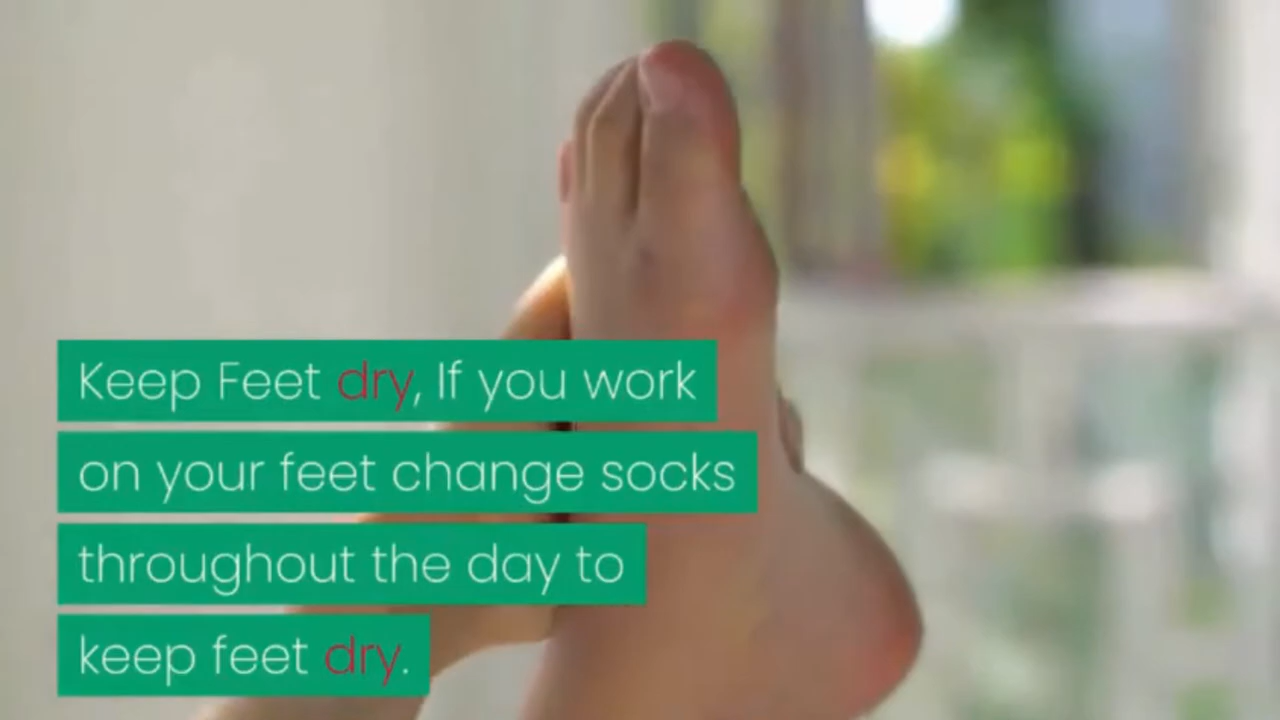 Keep Feet dry, If you work
on your feet change socks
throughout the day to
keep feet dry.